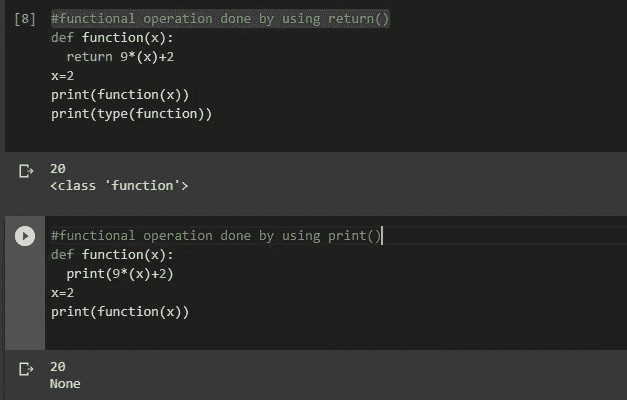 [8] #functional operation done by using return()
def function(x):
  return 9*(x)+2
x=2
print(function(x))
print(type(function))
20
<class 'function'>
#functional operation done by using print()
def function(x):
  print(9*(x)+2)
x=2
print(function(x))
20
None